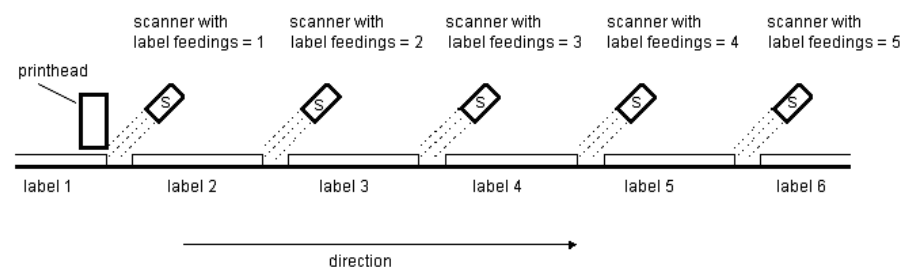 scanner with
label feedings = 1
scanner with
label feedings = 2
scanner with
label feedings = 3
scanner with
label feedings = 4
scanner with
label feedings = 5
printhead
S
S
S
S
S
label 1
label 2
label 3
label 4
label 5
label 6
direction